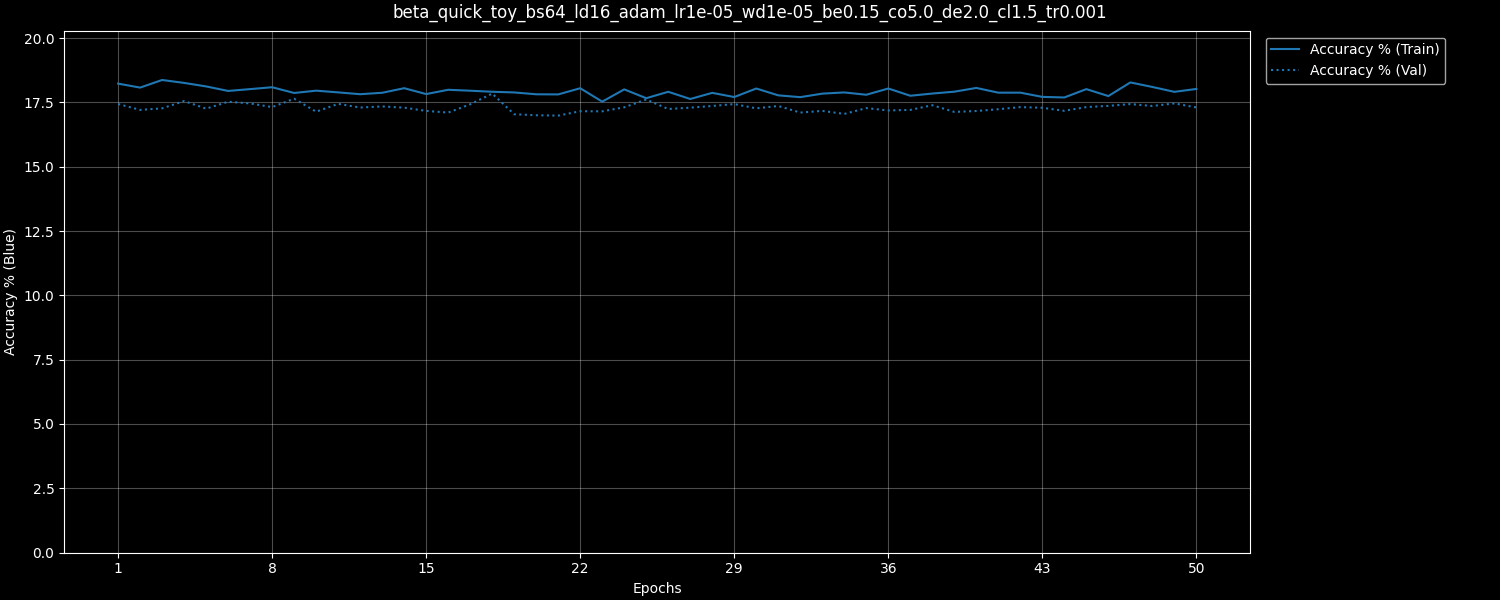 beta_quick_toy_bs64_ld16_adam_lr1e-05_wd1e-05_be0.15_co5.0_de2.0_cl1.5_tr0.001
Accuracy % (Train)
Accuracy % (Val)
Accuracy % (Blue)
20.0
17.5
15.0
12.5
10.0
7.5
5.0
2.5
0.0
1 8 15 22 29 36 43 50
Epochs